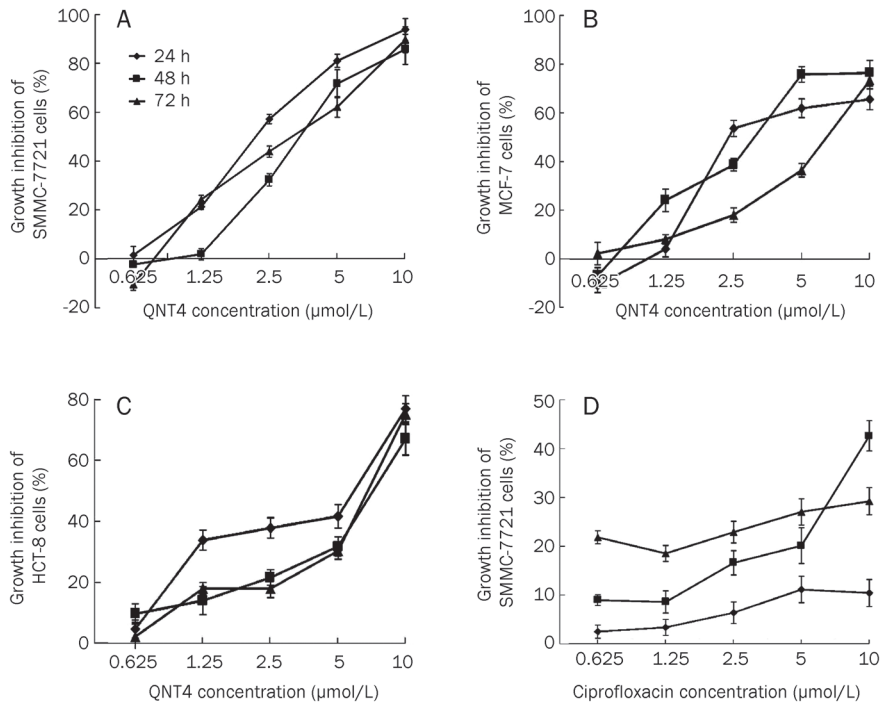 A
24 h
48 h
72 h
Growth inhibition of
SMMC-7721 cells (%)
100
80
60
40
20
0
-20
0.625
1.25
2.5
5
10
QNT4 concentration (μmol/L)
B
Growth inhibition of
MCF-7 cells (%)
100
80
60
40
20
0
-20
0.625
1.25
2.5
5
10
QNT4 concentration (μmol/L)
C
Growth inhibition of
HCT-8 cells (%)
80
60
40
20
0
0.625
1.25
2.5
5
10
QNT4 concentration (μmol/L)
D
Growth inhibition of
SMMC-7721 cells (%)
50
40
30
20
10
0
0.625
1.25
2.5
5
10
Ciprofloxacin concentration (μmol/L)